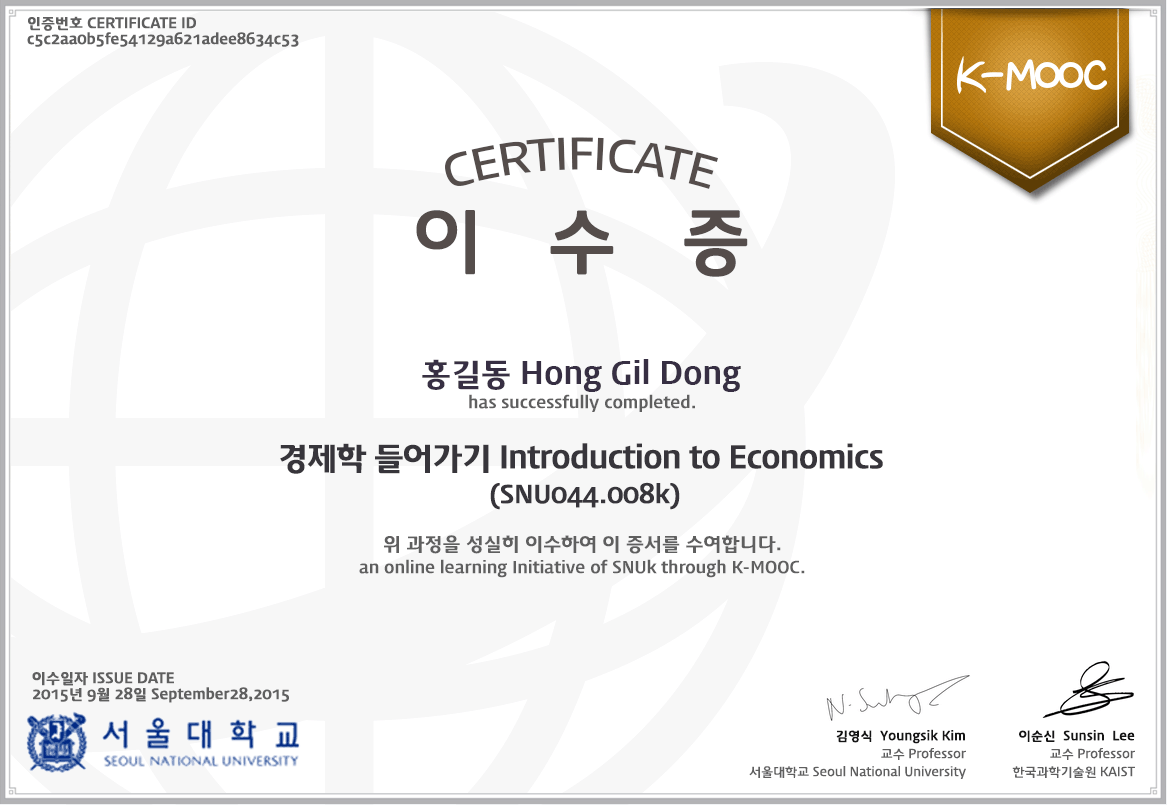 인증번호 CERTIFICATE ID
c5c2aa0b5fe54129a621adee8634c53
K-MOOC
CERTIFICATE
이 수 증
홍길동 Hong Gil Dong
has successfully completed.
경제학 들어가기 Introduction to Economics
(SNU044.008k)
위 과정을 성실히 이수하여 이 증서를 수여합니다.
an online learning Initiative of SNUk through K-MOOC.
이수일자 ISSUE DATE
2015년 9월 28일 September28,2015
서울대학교
SEOUL NATIONAL UNIVERSITY
김영식 Youngsik Kim
교수 Professor
서울대학교 Seoul National University
이순신 Sunsin Lee
교수 Professor
한국과학기술원 KAIST